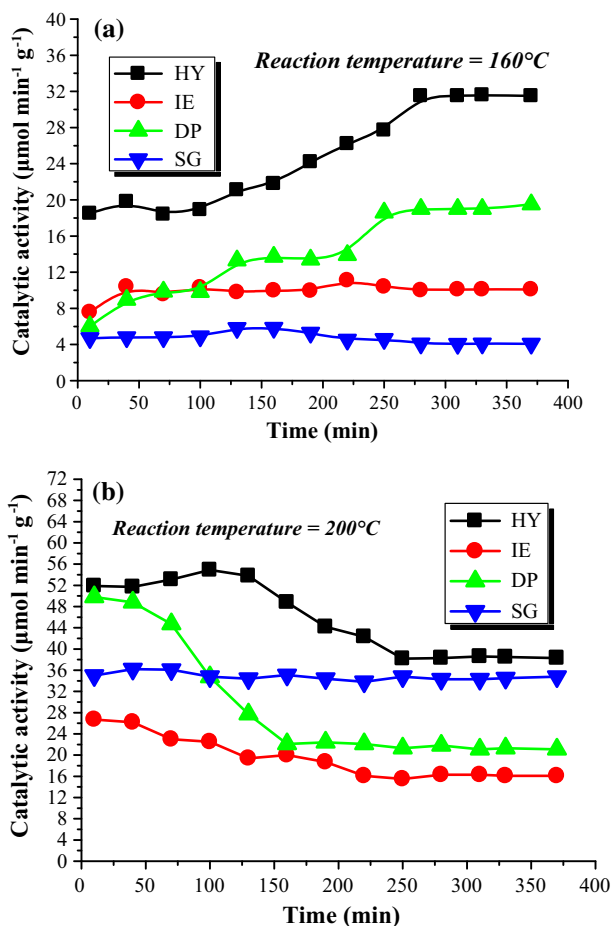 (a)
Reaction temperature = 160°C
HY
IE
DP
SG
Catalytic activity (µmol min⁻¹ g⁻¹)
40
36
32
28
24
20
16
12
8
4
0
0 50 100 150 200 250 300 350 400
Time (min)
(b)
Reaction temperature = 200°C
HY
IE
DP
SG
Catalytic activity (µmol min⁻¹ g⁻¹)
72
68
64
60
56
52
48
44
40
36
32
28
24
20
16
12
8
4
0
0 50 100 150 200 250 300 350 400
Time (min)